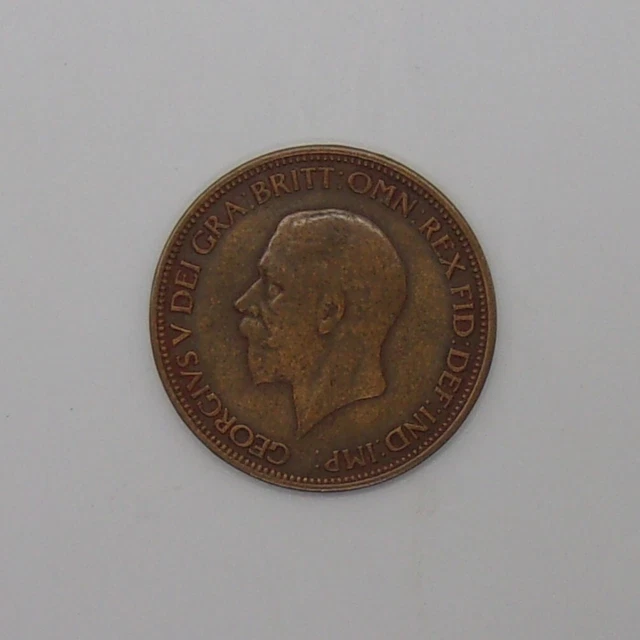 GEORGIVS V DEI GRA: BRITT: OMN: REX FID: DEF: IND: IMP: